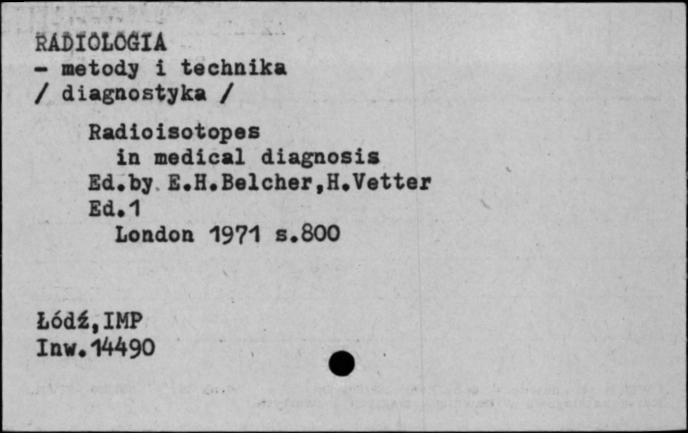 RADIOLOGIA
- metody i technika
/ diagnostyka /
Radioisotopes
in medical diagnosis
Ed.by E.H.Belcher,H.Vetter
Ed.1
London 1971 s.800
Łódź,IMP
Inw.14490